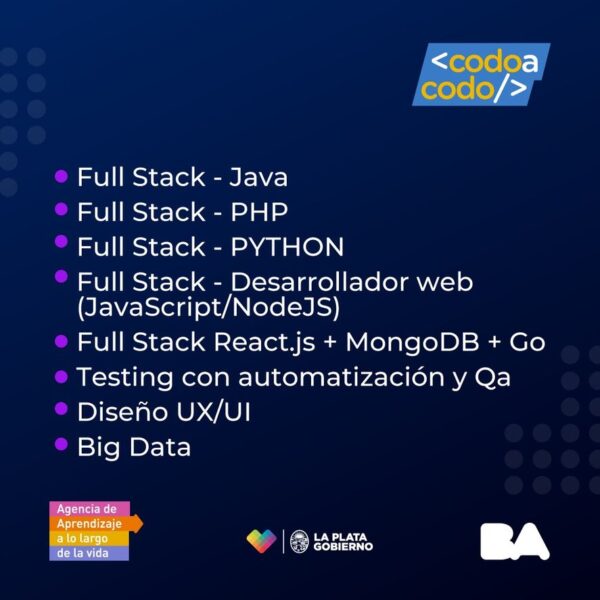 <codoa
codo/>
Full Stack - Java
Full Stack - PHP
Full Stack - PYTHON
Full Stack - Desarrollador web
(JavaScript/NodeJS)
Full Stack React.js + MongoDB + Go
Testing con automatización y Qa
Diseño UX/UI
Big Data
Agencia de
Aprendizaje
a lo largo
de la vida
LA PLATA
GOBIERNO
BA